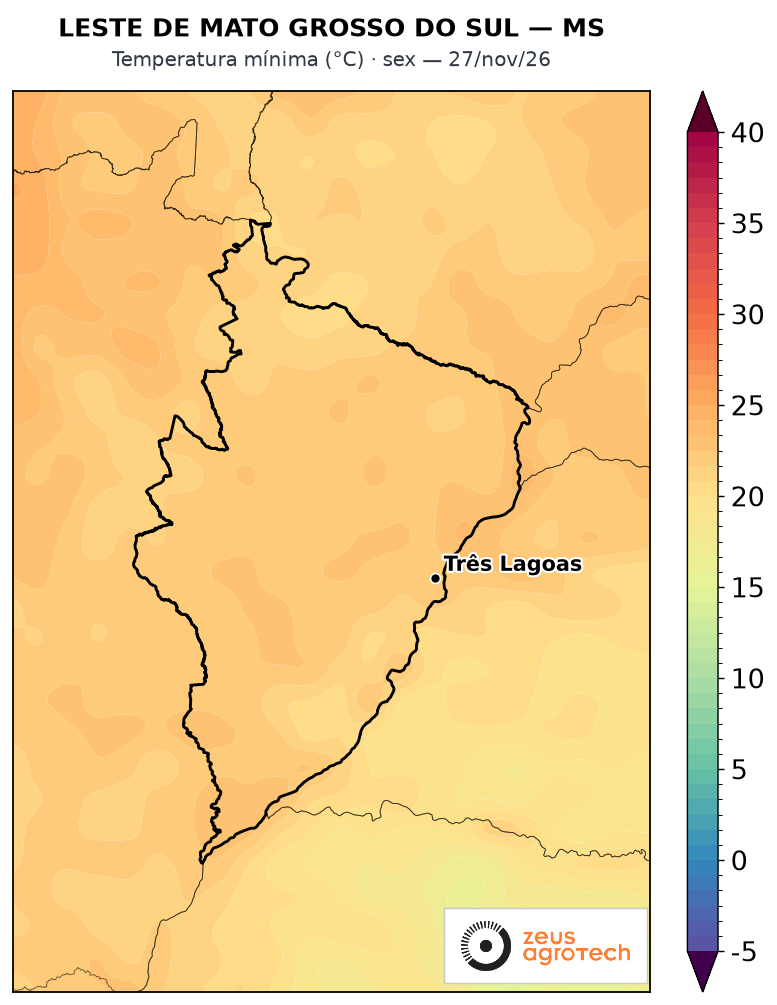 LESTE DE MATO GROSSO DO SUL — MS
Temperatura mínima (°C) · sex — 27/nov/26
40
35
30
25
20
15
10
5
0
-5
Três Lagoas
zeus
agrotech